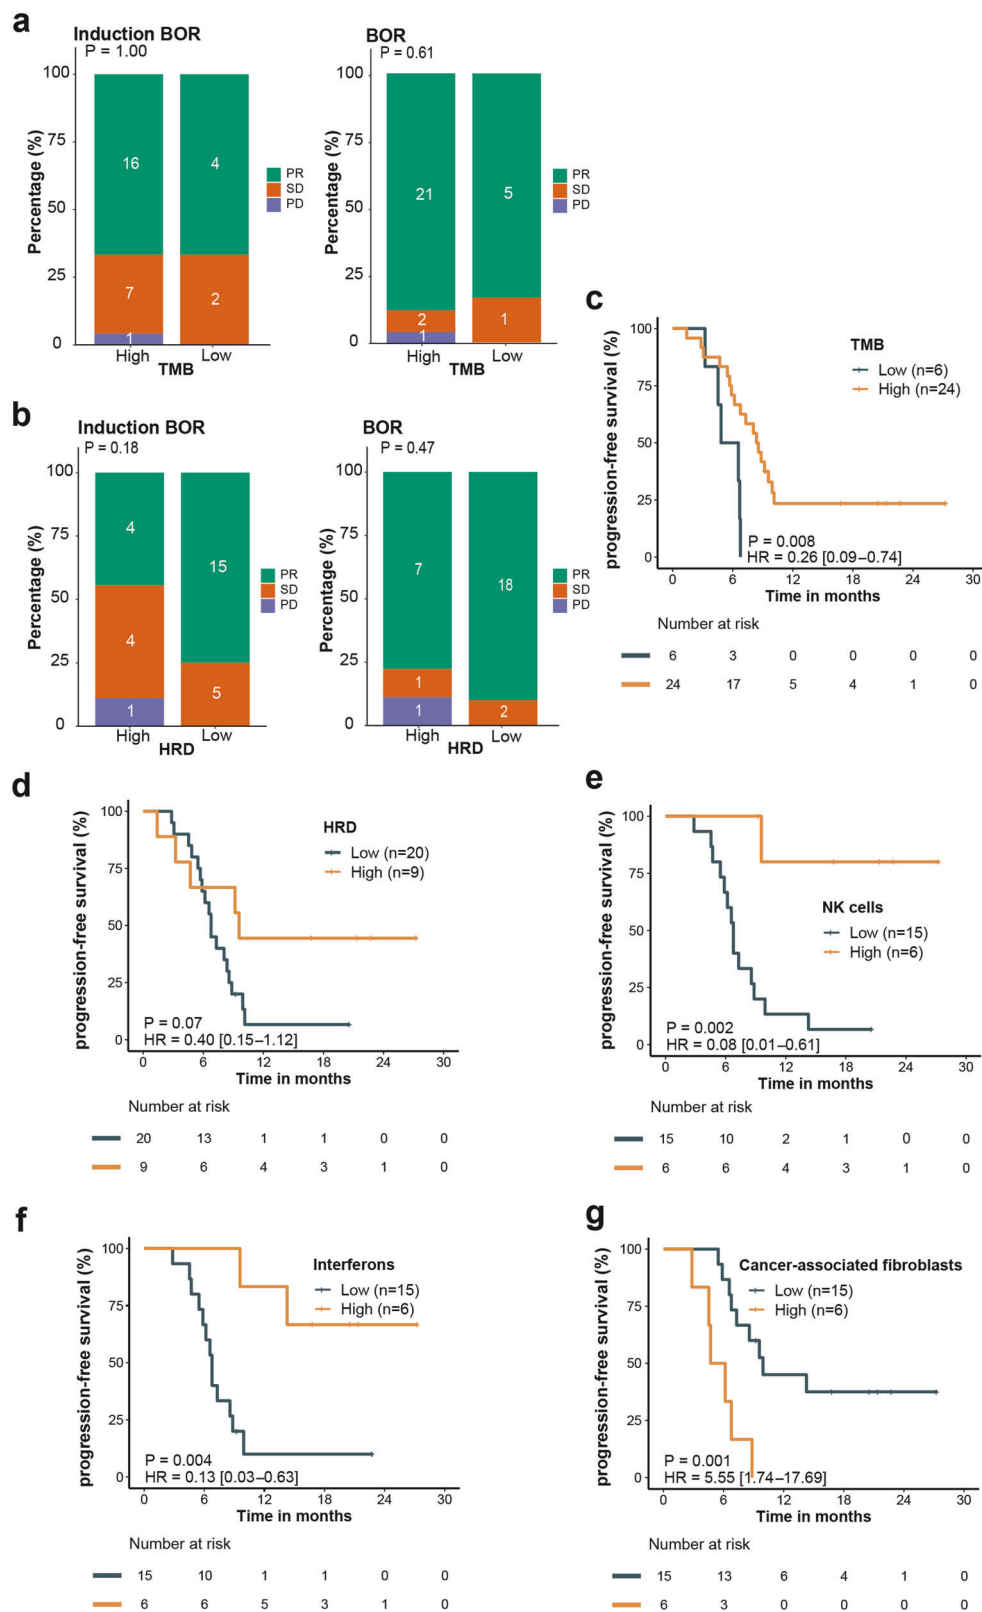 a
Induction BOR
P = 1.00
Percentage (%)
100
75
50
25
0
16
4
7
2
1
High
Low
TMB
PR
SD
PD
BOR
P = 0.61
Percentage (%)
100
75
50
25
0
21
5
2
1
1
High
Low
TMB
PR
SD
PD
b
Induction BOR
P = 0.18
Percentage (%)
100
75
50
25
0
4
15
4
5
1
High
Low
HRD
PR
SD
PD
BOR
P = 0.47
Percentage (%)
100
75
50
25
0
7
18
1
2
1
High
Low
HRD
PR
SD
PD
c
progression-free survival (%)
100
75
50
25
0
TMB
Low (n=6)
High (n=24)
P = 0.008
HR = 0.26 [0.09–0.74]
0 6 12 18 24 30
Time in months
Number at risk
6 3 0 0 0 0
24 17 5 4 1 0
d
progression-free survival (%)
100
75
50
25
0
HRD
Low (n=20)
High (n=9)
P = 0.07
HR = 0.40 [0.15–1.12]
0 6 12 18 24 30
Time in months
Number at risk
20 13 1 1 0 0
9 6 4 3 1 0
e
progression-free survival (%)
100
75
50
25
0
NK cells
Low (n=15)
High (n=6)
P = 0.002
HR = 0.08 [0.01–0.61]
0 6 12 18 24 30
Time in months
Number at risk
15 10 2 1 0 0
6 6 4 3 1 0
f
progression-free survival (%)
100
75
50
25
0
Interferons
Low (n=15)
High (n=6)
P = 0.004
HR = 0.13 [0.03–0.63]
0 6 12 18 24 30
Time in months
Number at risk
15 10 1 1 0 0
6 6 5 3 1 0
g
progression-free survival (%)
100
75
50
25
0
Cancer-associated fibroblasts
Low (n=15)
High (n=6)
P = 0.001
HR = 5.55 [1.74–17.69]
0 6 12 18 24 30
Time in months
Number at risk
15 13 6 4 1 0
6 3 0 0 0 0